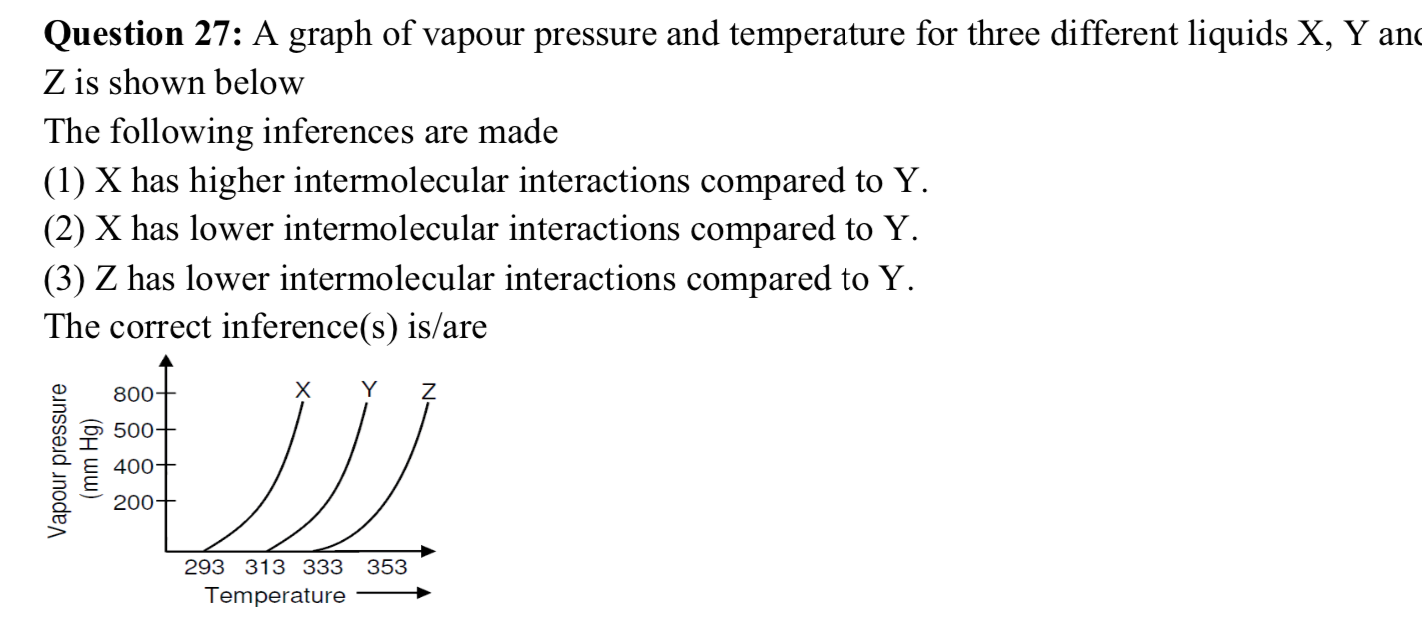 Question 27: A graph of vapour pressure and temperature for three different liquids X, Y and
Z is shown below
The following inferences are made
(1) X has higher intermolecular interactions compared to Y.
(2) X has lower intermolecular interactions compared to Y.
(3) Z has lower intermolecular interactions compared to Y.
The correct inference(s) is/are
Vapour pressure
(mm Hg)
800
500
400
200
X Y Z
293 313 333 353
Temperature